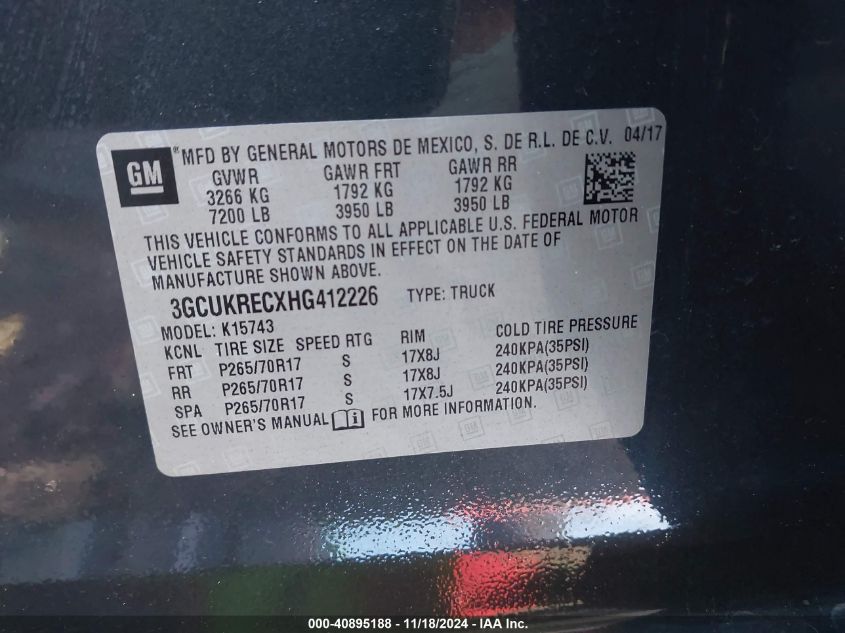 GM ® MFD BY GENERAL MOTORS DE MEXICO, S. DE R.L. DE C.V. 04/17
GVWR GAWR FRT GAWR RR
3266 KG 1792 KG 1792 KG
7200 LB 3950 LB 3950 LB
THIS VEHICLE CONFORMS TO ALL APPLICABLE U.S. FEDERAL MOTOR
VEHICLE SAFETY STANDARDS IN EFFECT ON THE DATE OF
MANUFACTURE SHOWN ABOVE.
3GCUKRECXHG412226 TYPE: TRUCK
MODEL: K15743
KCNL TIRE SIZE SPEED RTG RIM COLD TIRE PRESSURE
FRT P265/70R17 S 17X8J 240KPA(35PSI)
RR P265/70R17 S 17X8J 240KPA(35PSI)
SPA P265/70R17 S 17X7.5J 240KPA(35PSI)
SEE OWNER'S MANUAL FOR MORE INFORMATION.
000-40895188 - 11/18/2024 - IAA Inc.